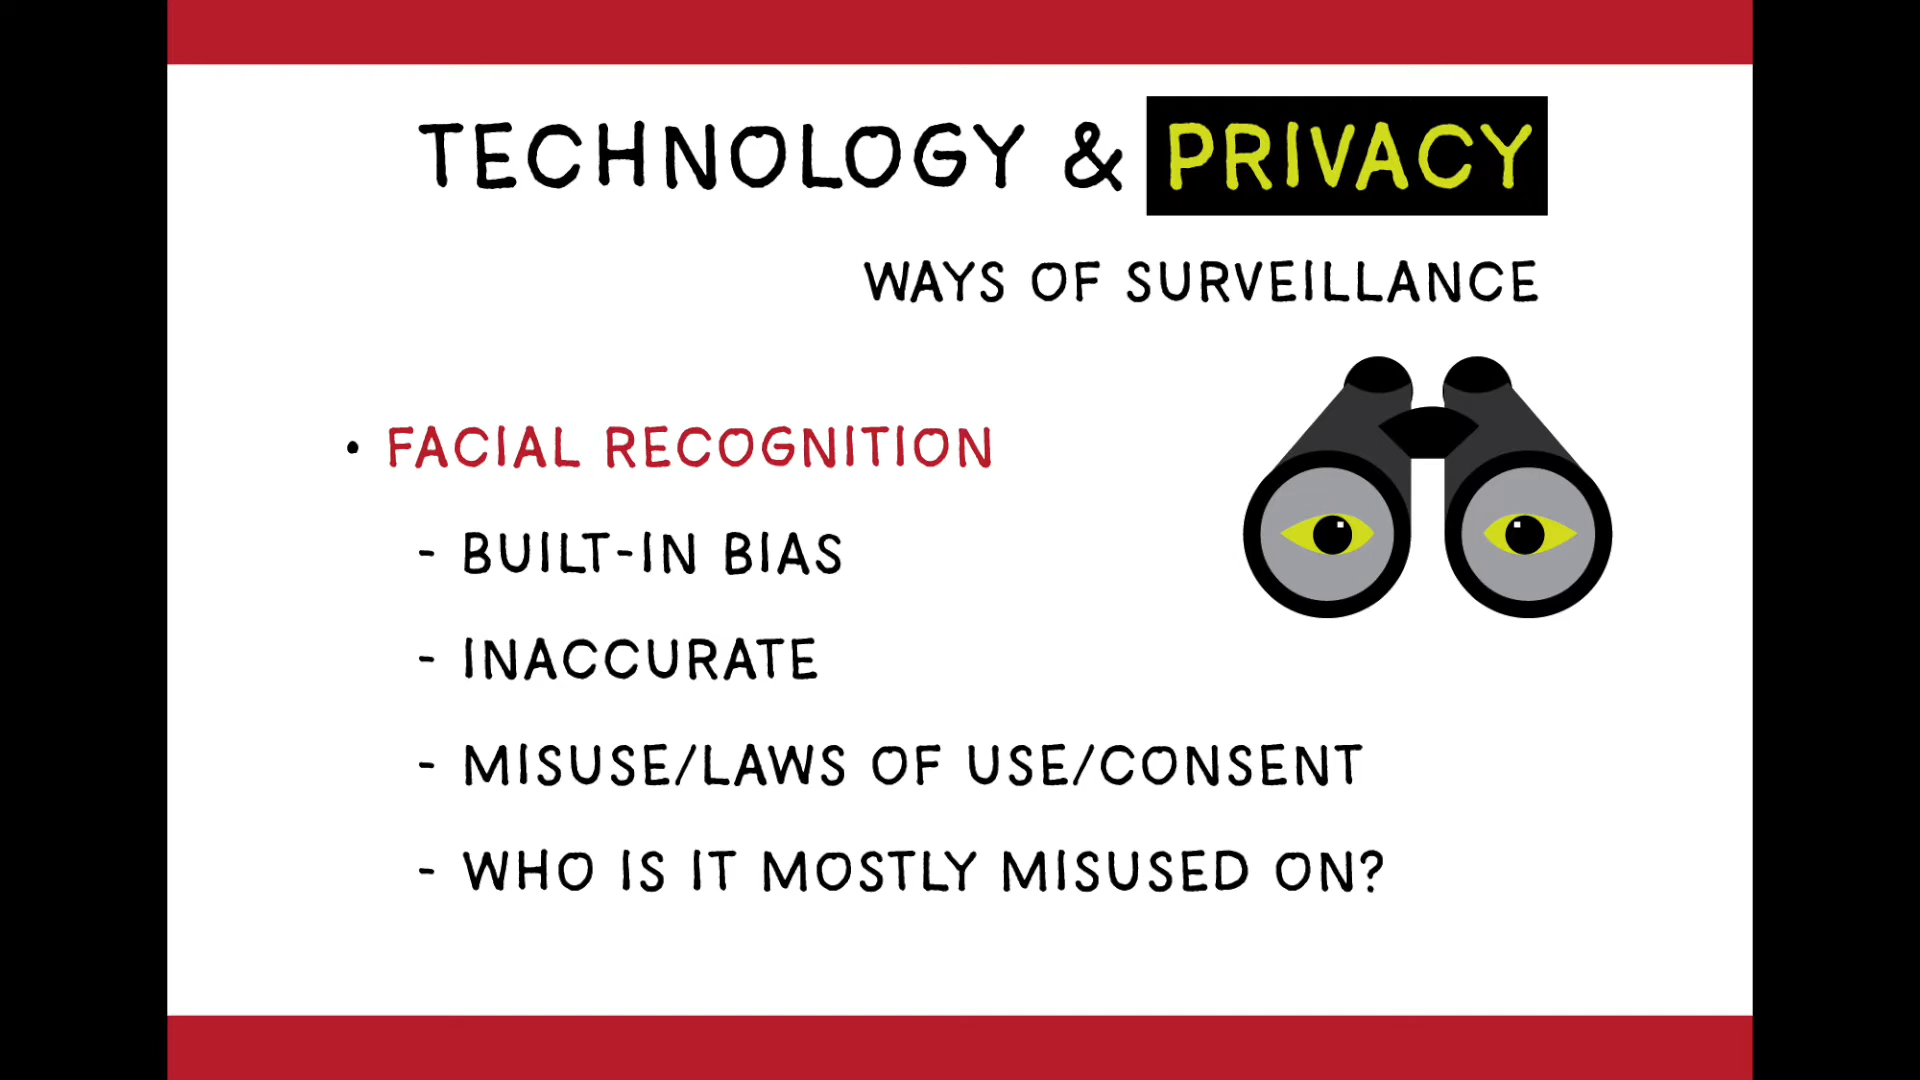 TECHNOLOGY & PRIVACY
WAYS OF SURVEILLANCE
• FACIAL RECOGNITION
- BUILT-IN BIAS
- INACCURATE
- MISUSE/LAWS OF USE/CONSENT
- WHO IS IT MOSTLY MISUSED ON?